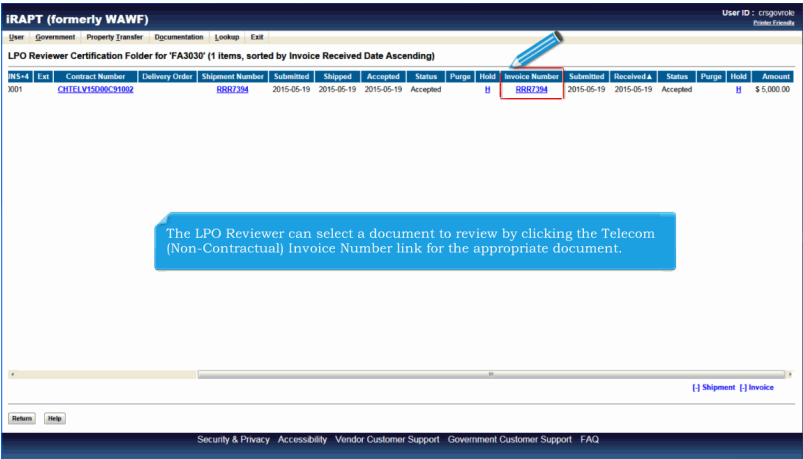 iRAPT (formerly WAWF)
User ID : crsgovrole
Printer Friendly
User Government Property Transfer Documentation Lookup Exit
LPO Reviewer Certification Folder for 'FA3030' (1 items, sorted by Invoice Received Date Ascending)
INS+4 Ext Contract Number Delivery Order Shipment Number Submitted Shipped Accepted Status Purge Hold Invoice Number Submitted Received▲ Status Purge Hold Amount
X001 CHTELV15D00C91002 RRR7394 2015-05-19 2015-05-19 2015-05-19 Accepted H RRR7394 2015-05-19 2015-05-19 Accepted H $ 5,000.00
The LPO Reviewer can select a document to review by clicking the Telecom
(Non-Contractual) Invoice Number link for the appropriate document.
[-] Shipment [-] Invoice
Return Help
Security & Privacy Accessibility Vendor Customer Support Government Customer Support FAQ